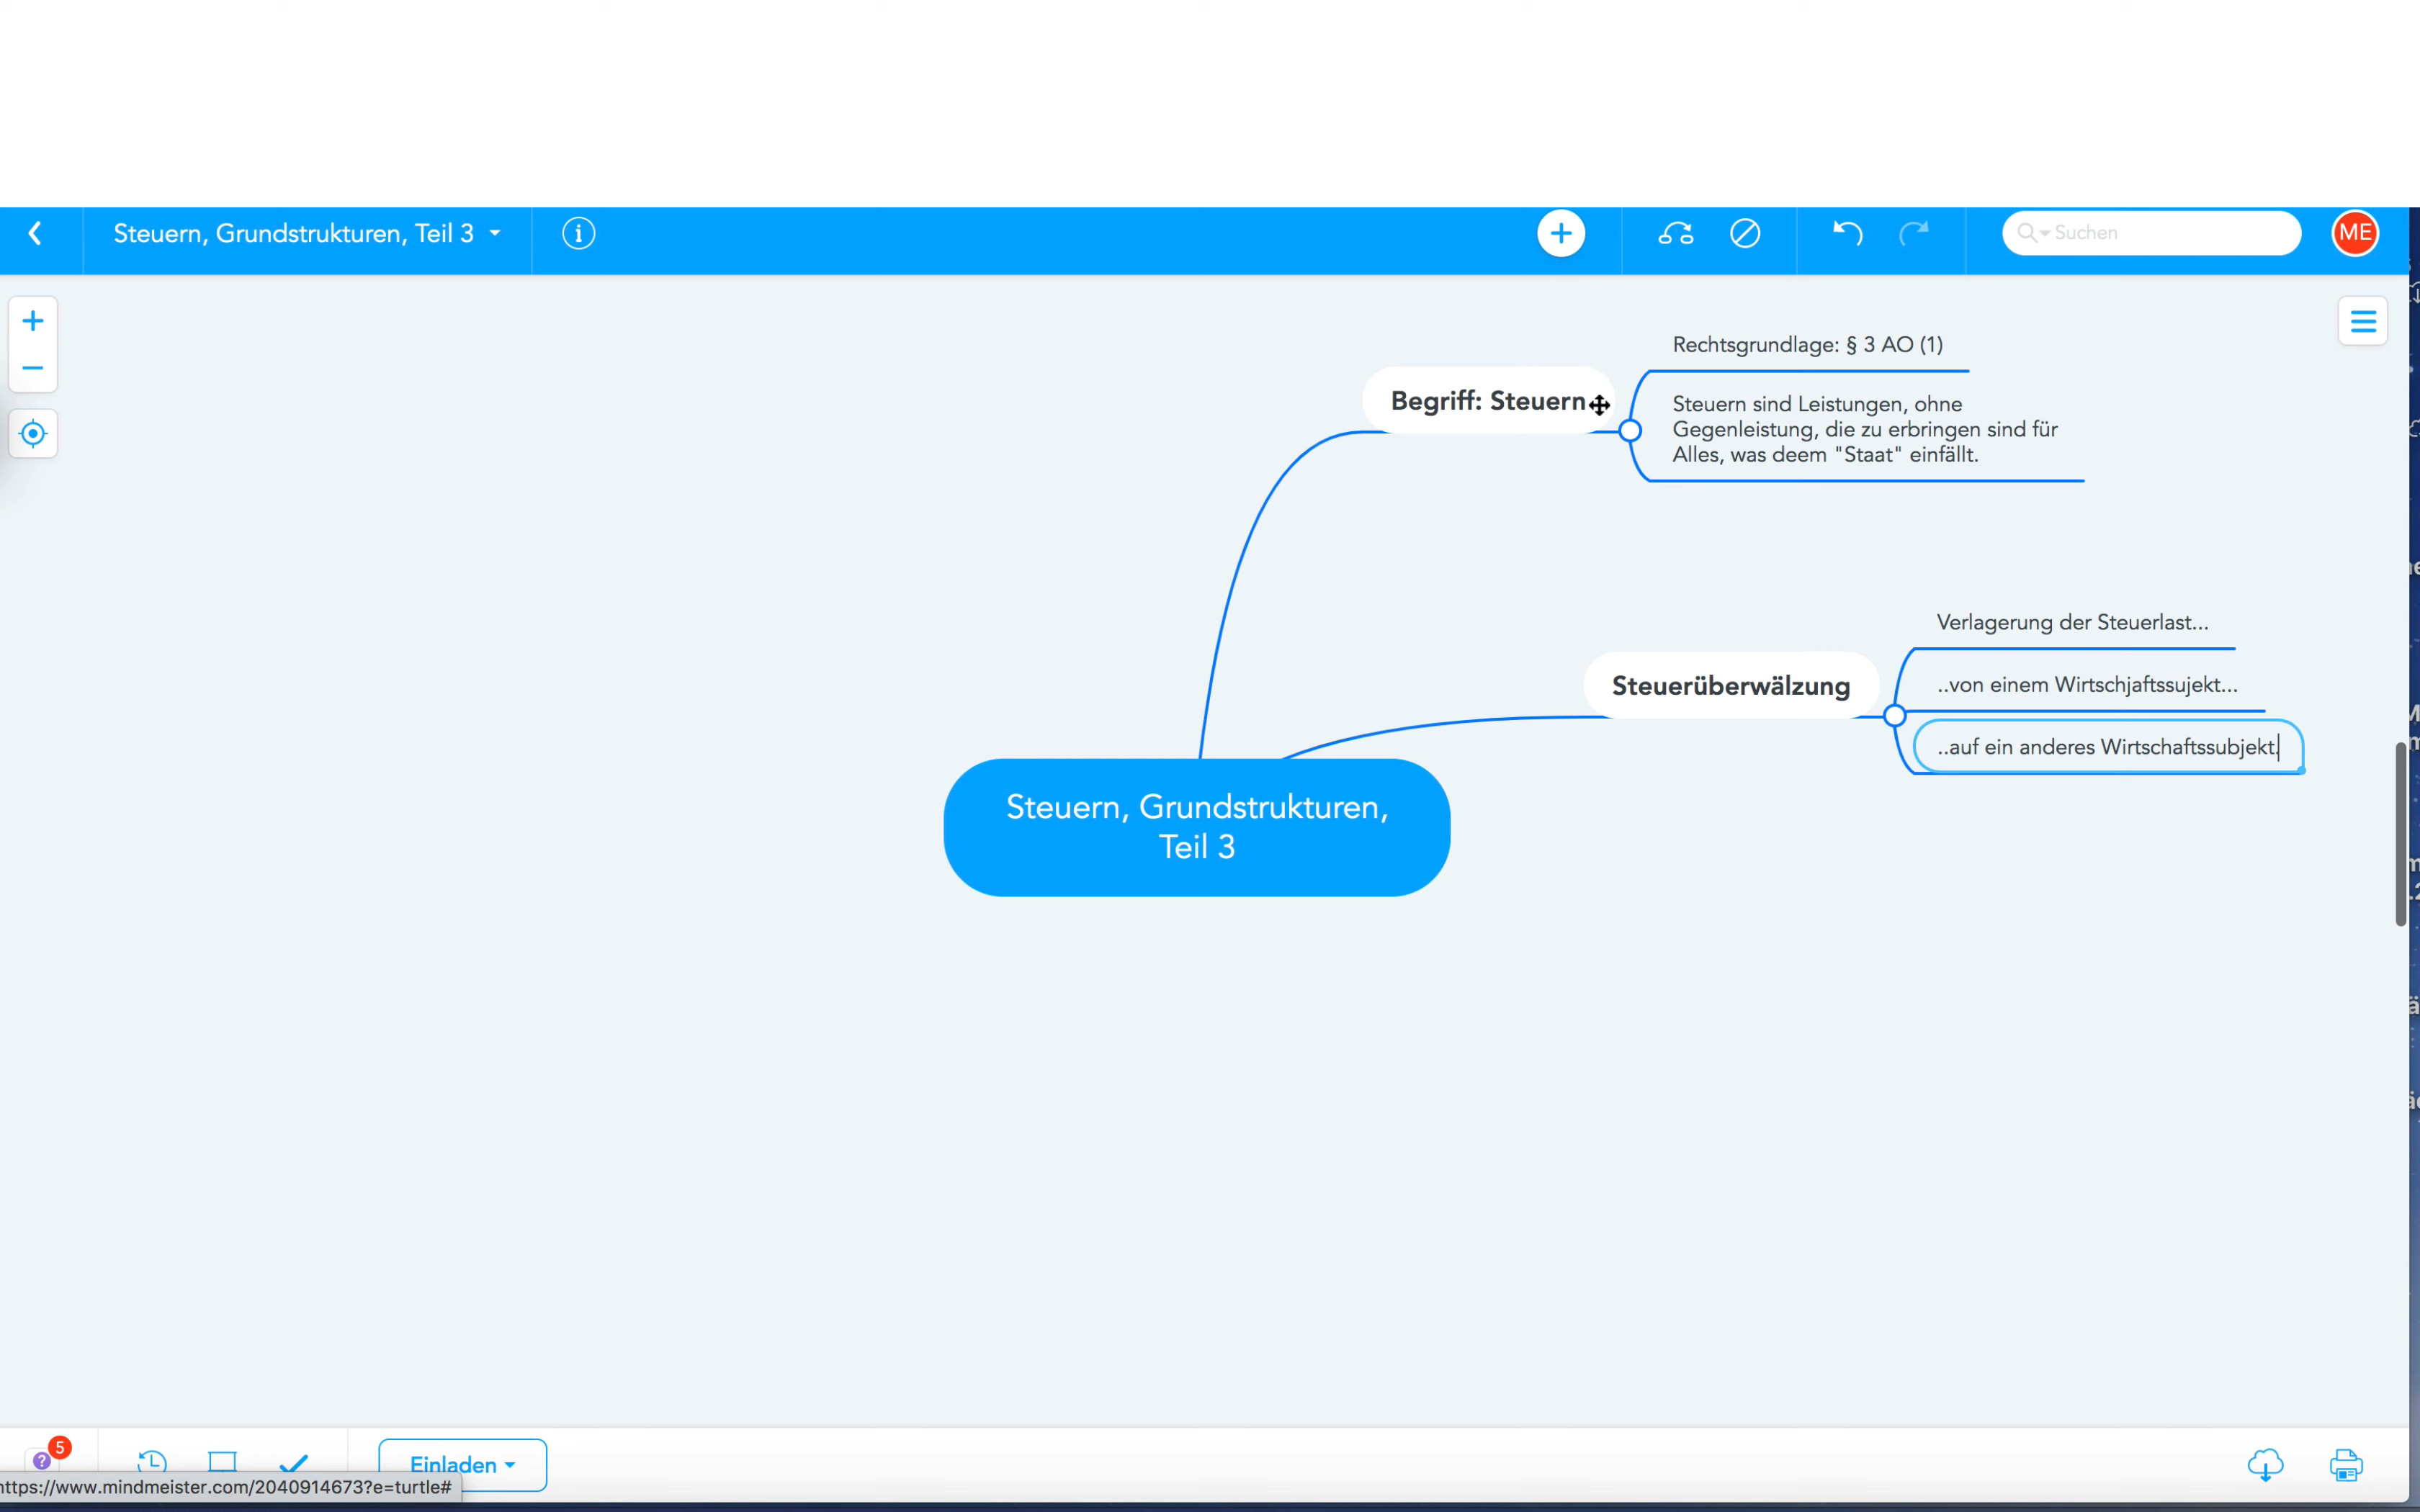 Steuern, Grundstrukturen, Teil 3
Suchen
ME
Rechtsgrundlage: § 3 AO (1)
Begriff: Steuern
Steuern sind Leistungen, ohne
Gegenleistung, die zu erbringen sind für
Alles, was deem "Staat" einfällt.
Verlagerung der Steuerlast...
Steuerüberwälzung
..von einem Wirtschjaftssujekt...
..auf ein anderes Wirtschaftssubjekt.
Steuern, Grundstrukturen,
Teil 3
5
Einladen
ttps://www.mindmeister.com/2040914673?e=turtle#